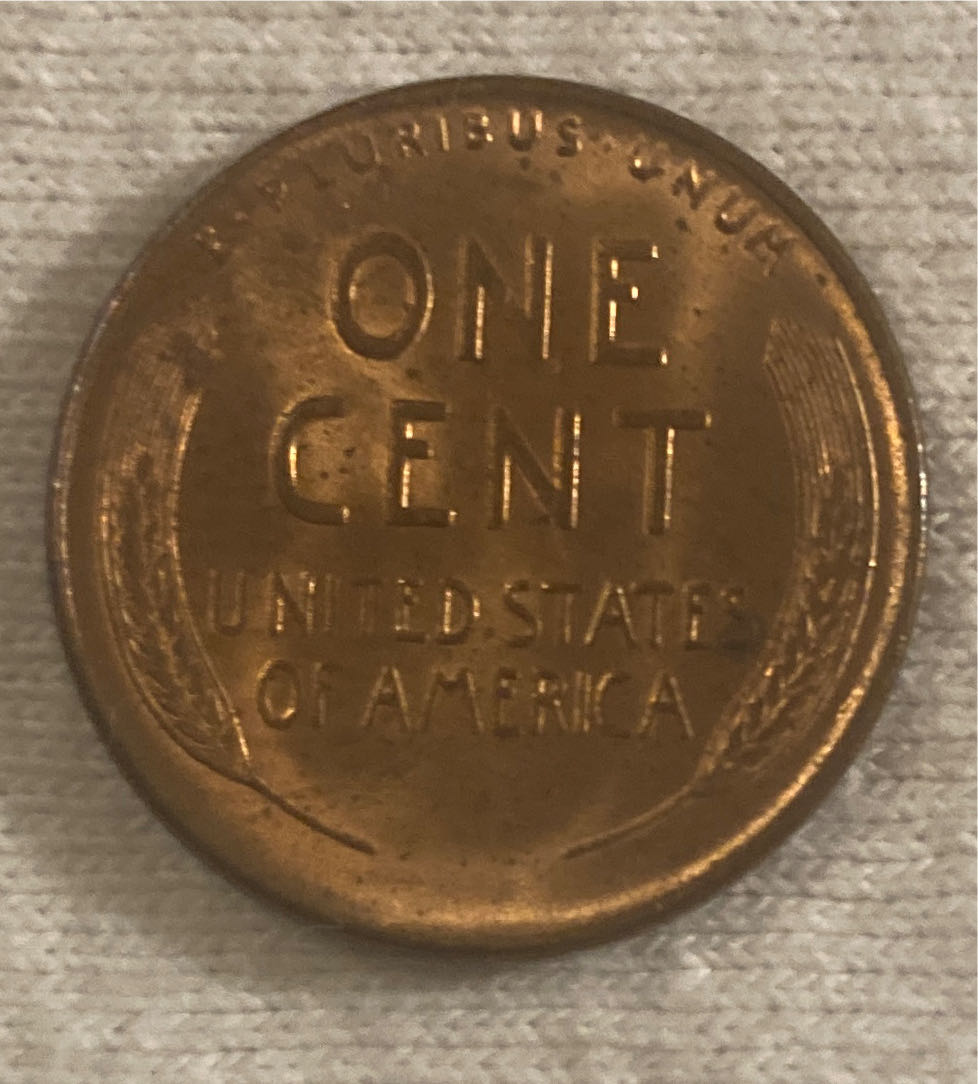 E · PLURIBUS · UNUM
ONE
CENT
UNITED STATES
OF AMERICA